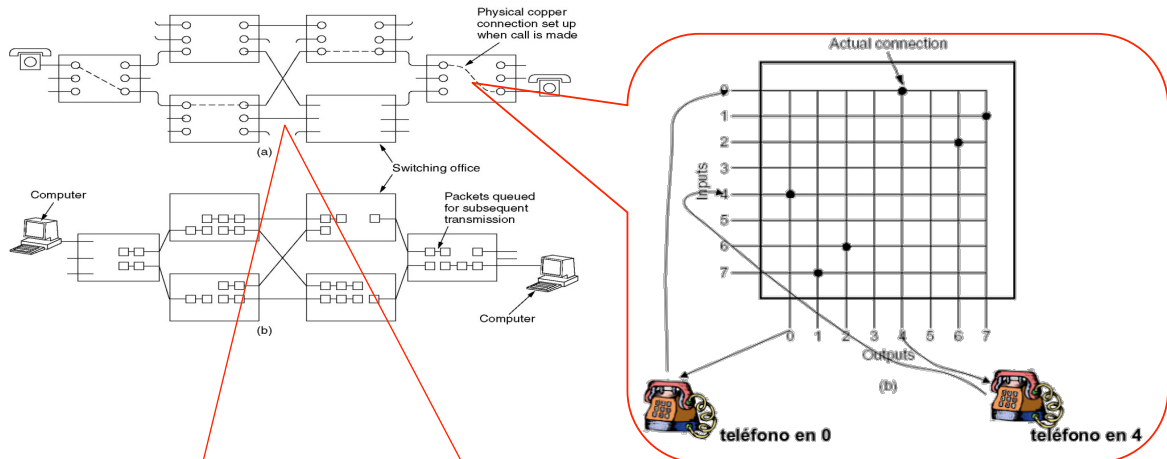 Physical copper
connection set up
when call is made
(a)
Switching office
Computer
Packets queued
for subsequent
transmission
Computer
(b)
Actual connection
0
1
2
3
4
5
6
7
Inputs
0 1 2 3 4 5 6 7
Outputs
(b)
teléfono en 0
teléfono en 4